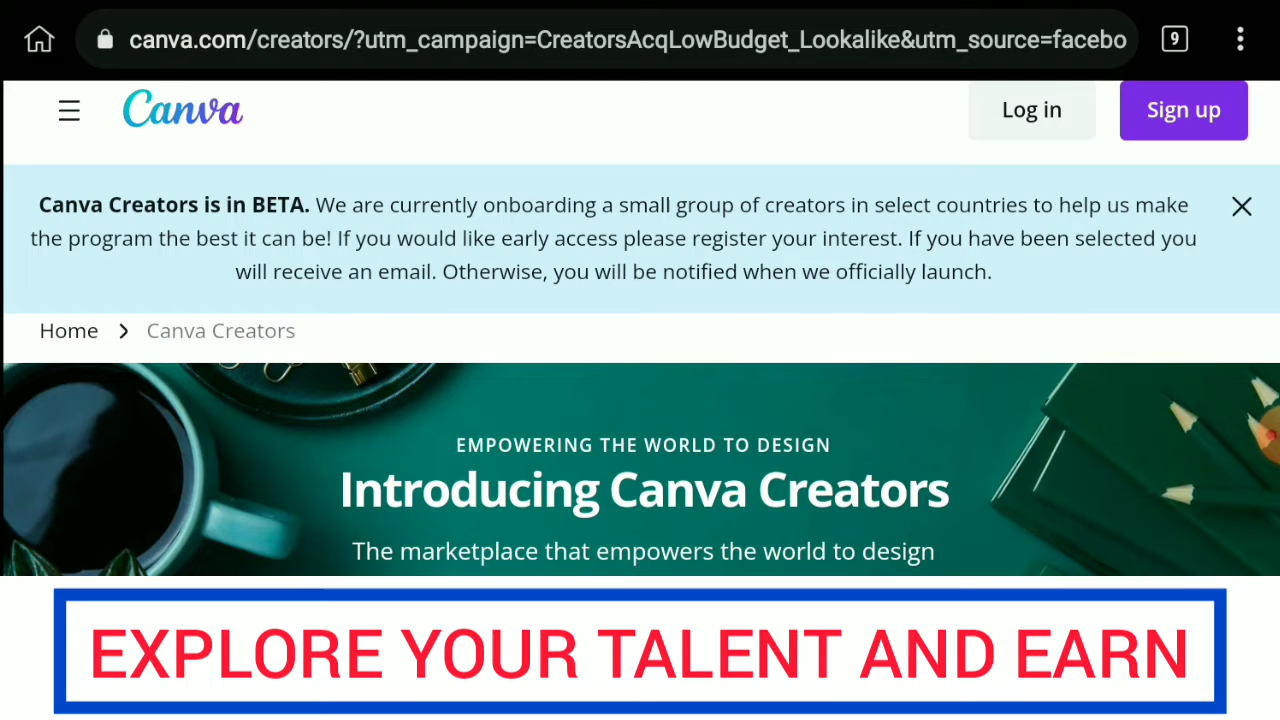 canva.com/creators/?utm_campaign=CreatorsAcqLowBudget_Lookalike&utm_source=facebo
9
Canva
Log in
Sign up
Canva Creators is in BETA. We are currently onboarding a small group of creators in select countries to help us make
the program the best it can be! If you would like early access please register your interest. If you have been selected you
will receive an email. Otherwise, you will be notified when we officially launch.
Home > Canva Creators
EMPOWERING THE WORLD TO DESIGN
Introducing Canva Creators
The marketplace that empowers the world to design
EXPLORE YOUR TALENT AND EARN